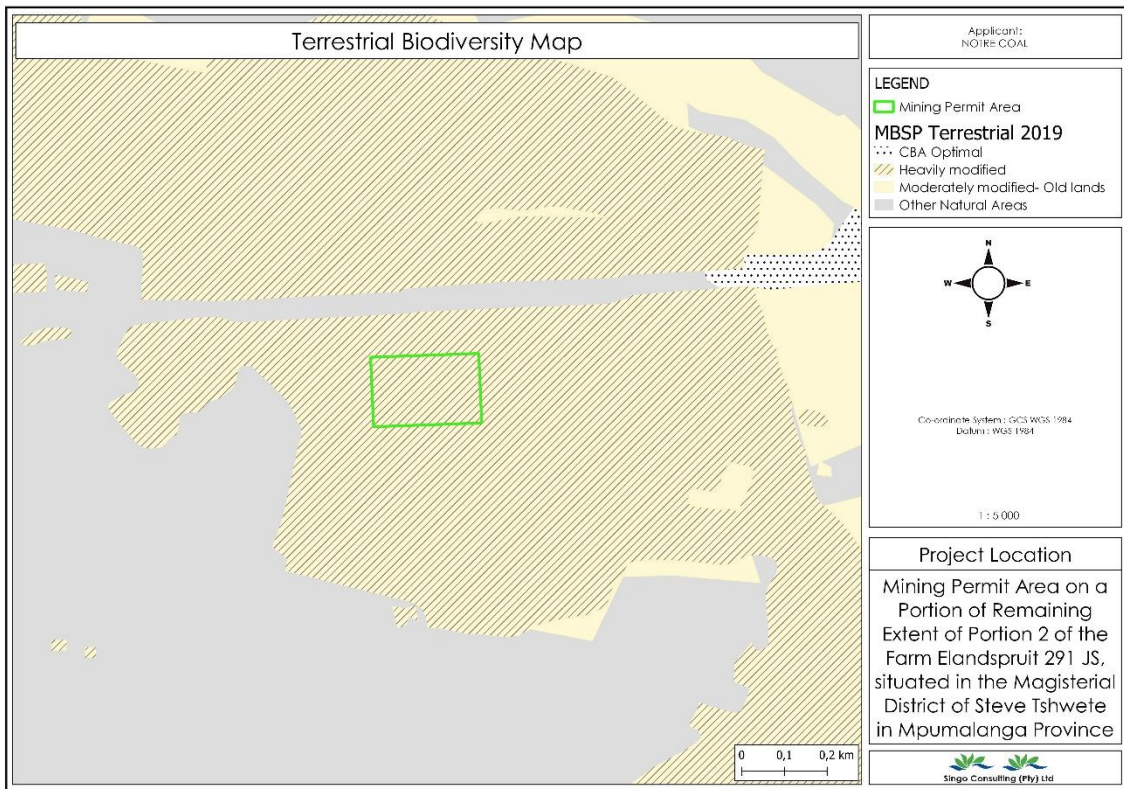 Terrestrial Biodiversity Map
Applicant:
NOTRE COAL
LEGEND
Mining Permit Area
MBSP Terrestrial 2019
CBA Optimal
Heavily modified
Moderately modified- Old lands
Other Natural Areas
N
W
E
S
Co-ordinate System : GCS WGS 1984
Datum : WGS 1984
1 : 5 000
Project Location
Mining Permit Area on a
Portion of Remaining
Extent of Portion 2 of the
Farm Elandspruit 291 JS,
situated in the Magisterial
District of Steve Tshwete
in Mpumalanga Province
0 0,1 0,2 km
Singo Consulting (Pty) Ltd